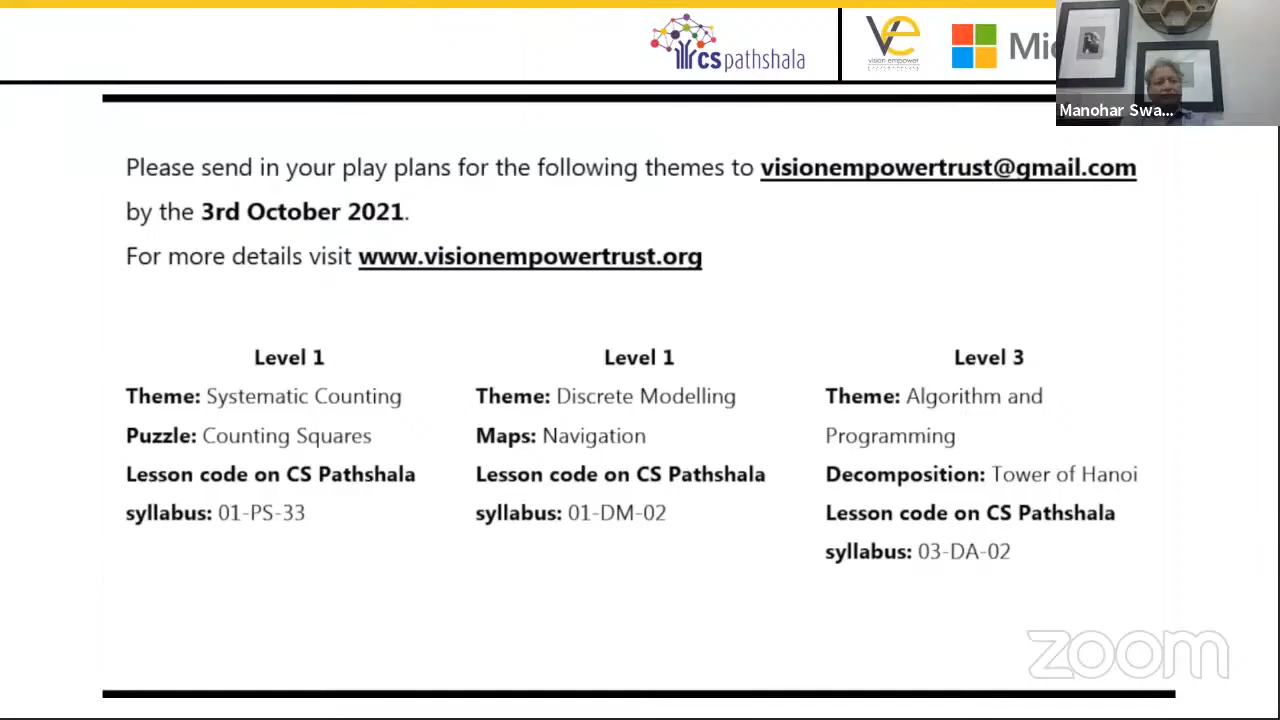 CSpathshala
vision empower
Mic
Manohar Swa...
Please send in your play plans for the following themes to visionempowertrust@gmail.com
by the 3rd October 2021.
For more details visit www.visionempowertrust.org
Level 1
Theme: Systematic Counting
Puzzle: Counting Squares
Lesson code on CS Pathshala
syllabus: 01-PS-33
Level 1
Theme: Discrete Modelling
Maps: Navigation
Lesson code on CS Pathshala
syllabus: 01-DM-02
Level 3
Theme: Algorithm and
Programming
Decomposition: Tower of Hanoi
Lesson code on CS Pathshala
syllabus: 03-DA-02
zoom